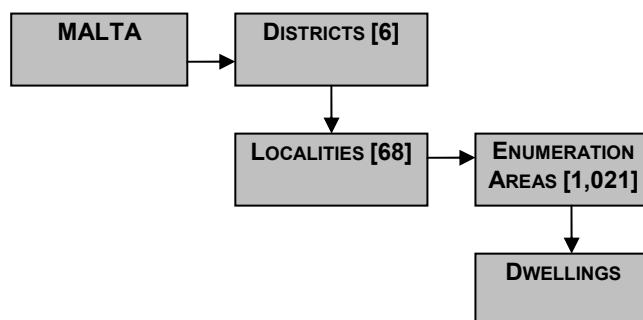 MALTA
DISTRICTS [6]
LOCALITIES [68]
ENUMERATION
AREAS [1,021]
DWELLINGS